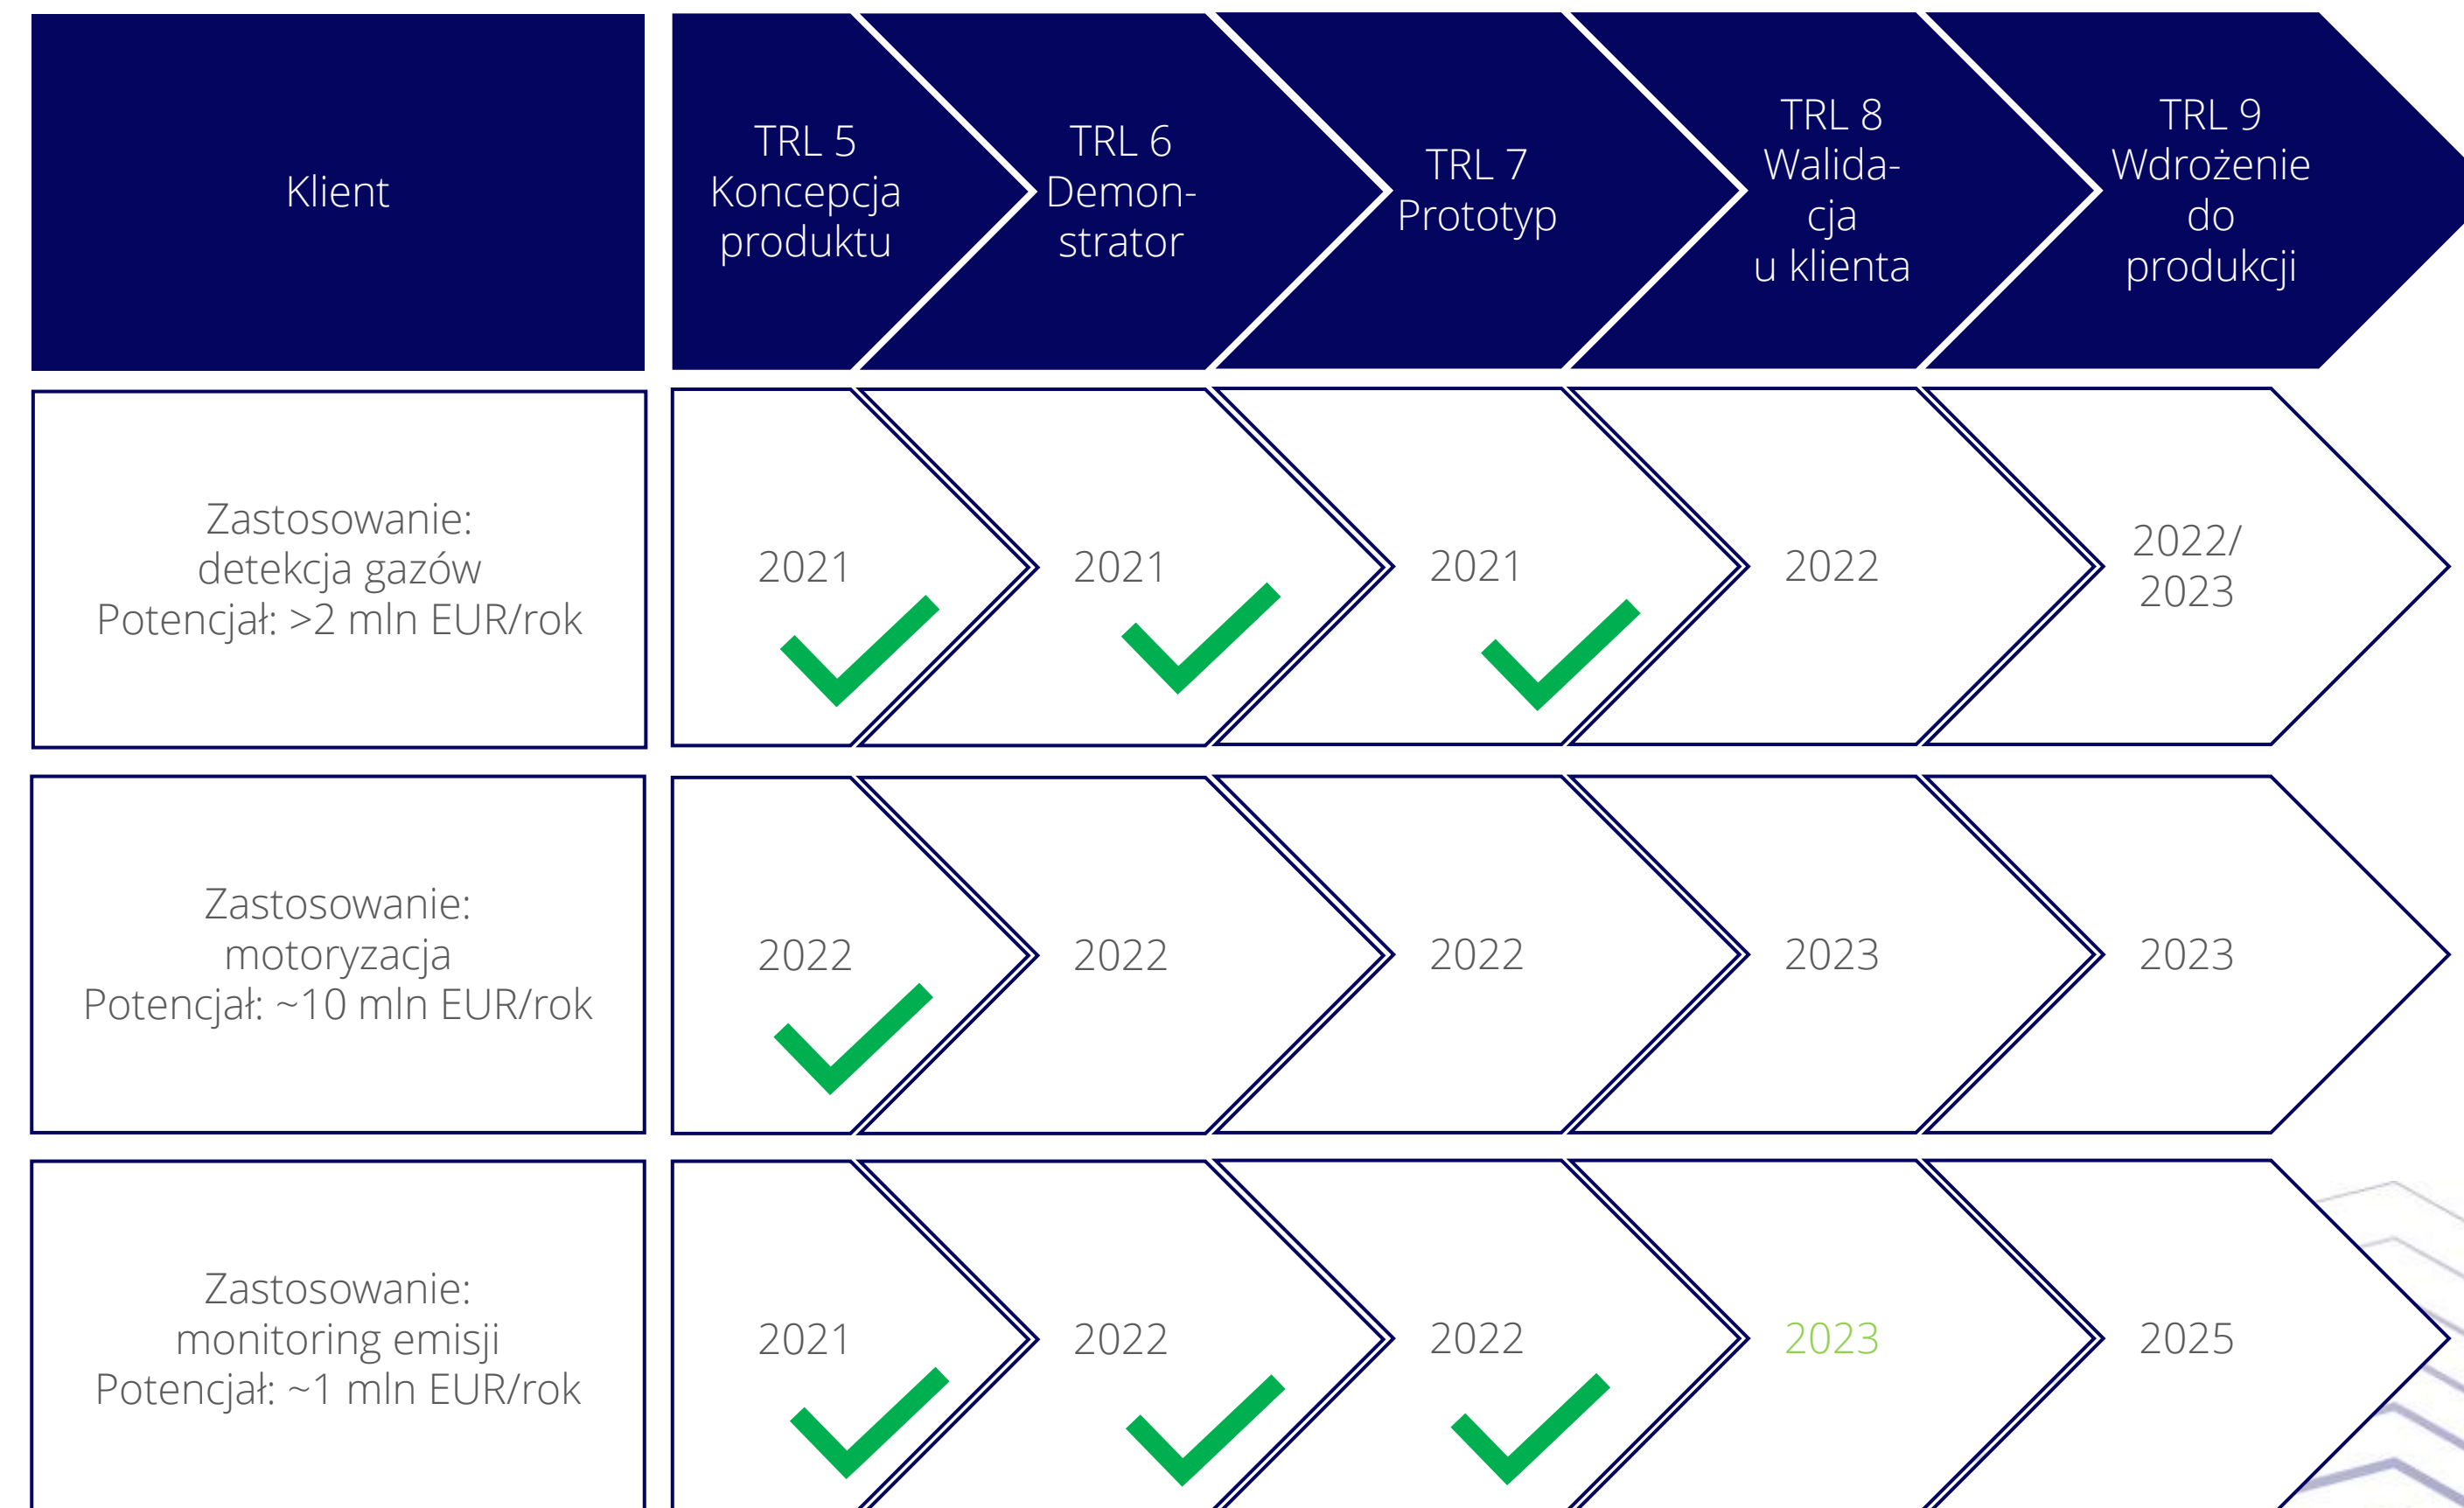 Klient
TRL 5
Koncepcja
produktu
TRL 6
Demon-
strator
TRL 7
Prototyp
TRL 8
Walida-
cja
u klienta
TRL 9
Wdrożenie
do
produkcji
Zastosowanie:
detekcja gazów
Potencjał: >2 mln EUR/rok
2021
2021
2021
2022
2022/
2023
Zastosowanie:
motoryzacja
Potencjał: ~10 mln EUR/rok
2022
2022
2022
2023
2023
Zastosowanie:
monitoring emisji
Potencjał: ~1 mln EUR/rok
2021
2022
2022
2023
2025